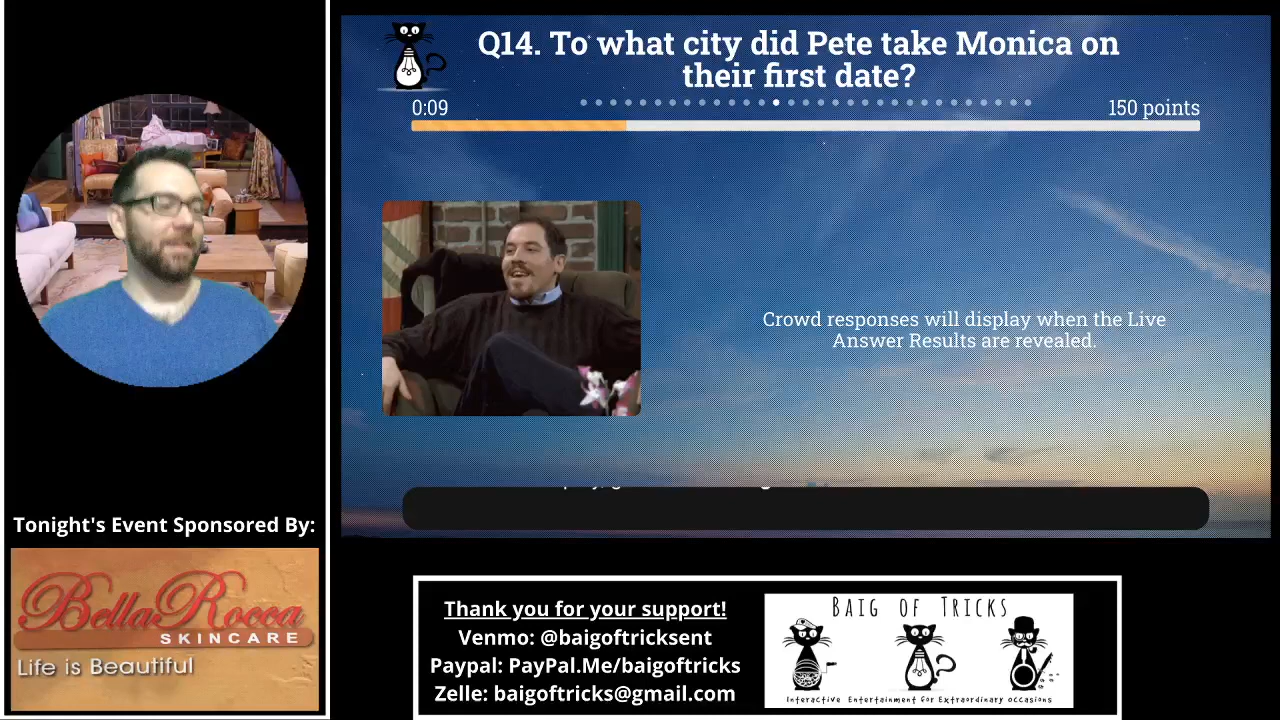 Q14. To what city did Pete take Monica on
their first date?
0:09
150 points
Crowd responses will display when the Live
Answer Results are revealed.
Tonight's Event Sponsored By:
BellaRocca
SKINCARE
Life is Beautiful
Thank you for your support!
Venmo: @baigoftricksent
Paypal: PayPal.Me/baigoftricks
Zelle: baigoftricks@gmail.com
BAIG OF TRICKS
Interactive Entertainment for Extraordinary occasions